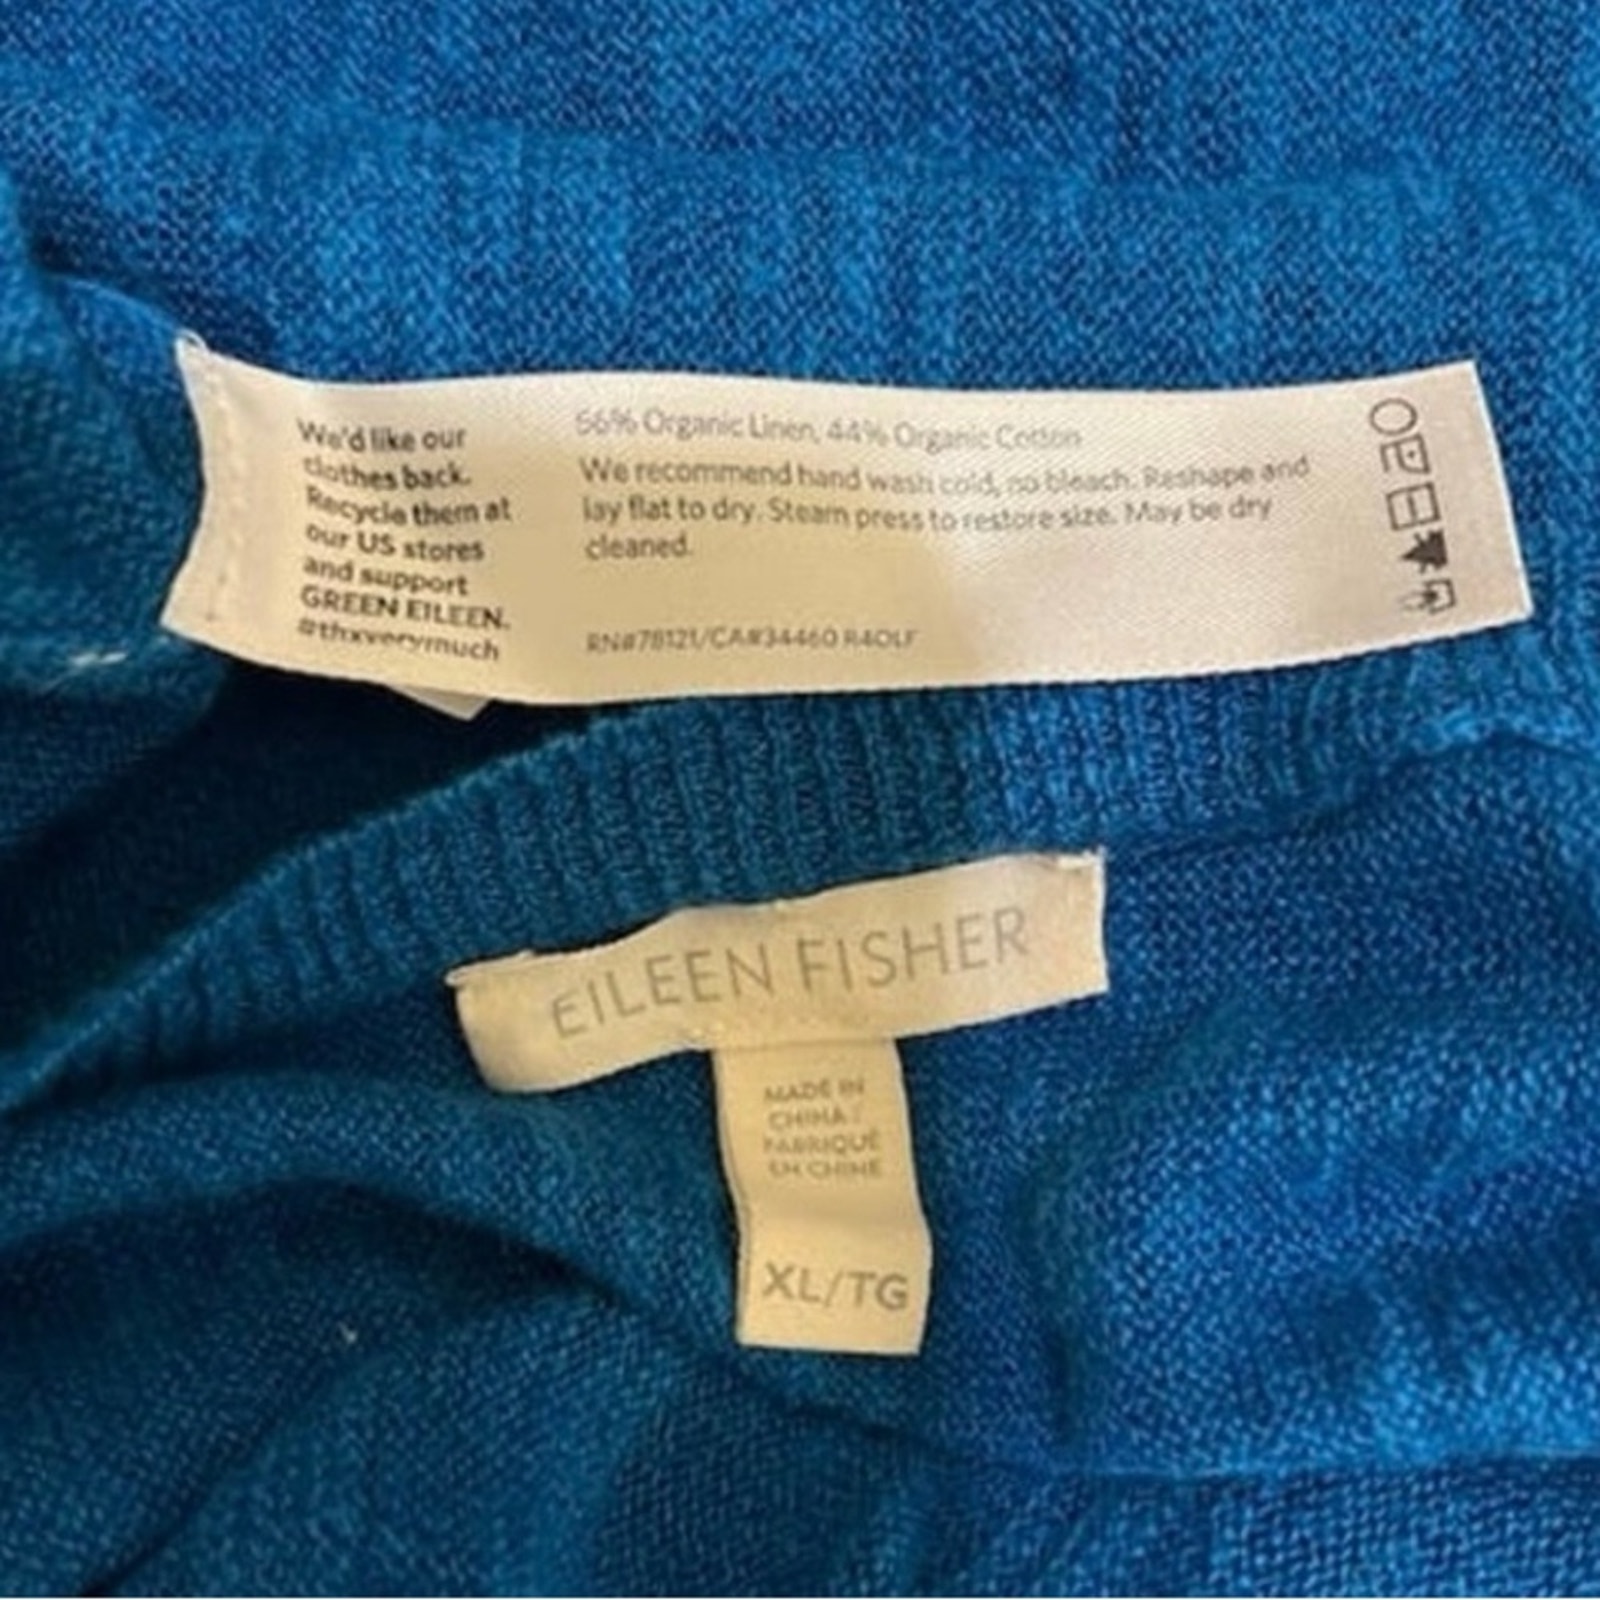 We'd like our
clothes back.
Recycle them at
our US stores
and support
GREEN EILEEN.
#thxverymuch
56% Organic Linen, 44% Organic Cotton
We recommend hand wash cold, no bleach. Reshape and
lay flat to dry. Steam press to restore size. May be dry
cleaned.
RN#78121/CA#34460 R4OLF
EILEEN FISHER
MADE IN
CHINA /
FABRIQUÉ
EN CHINE
XL/TG